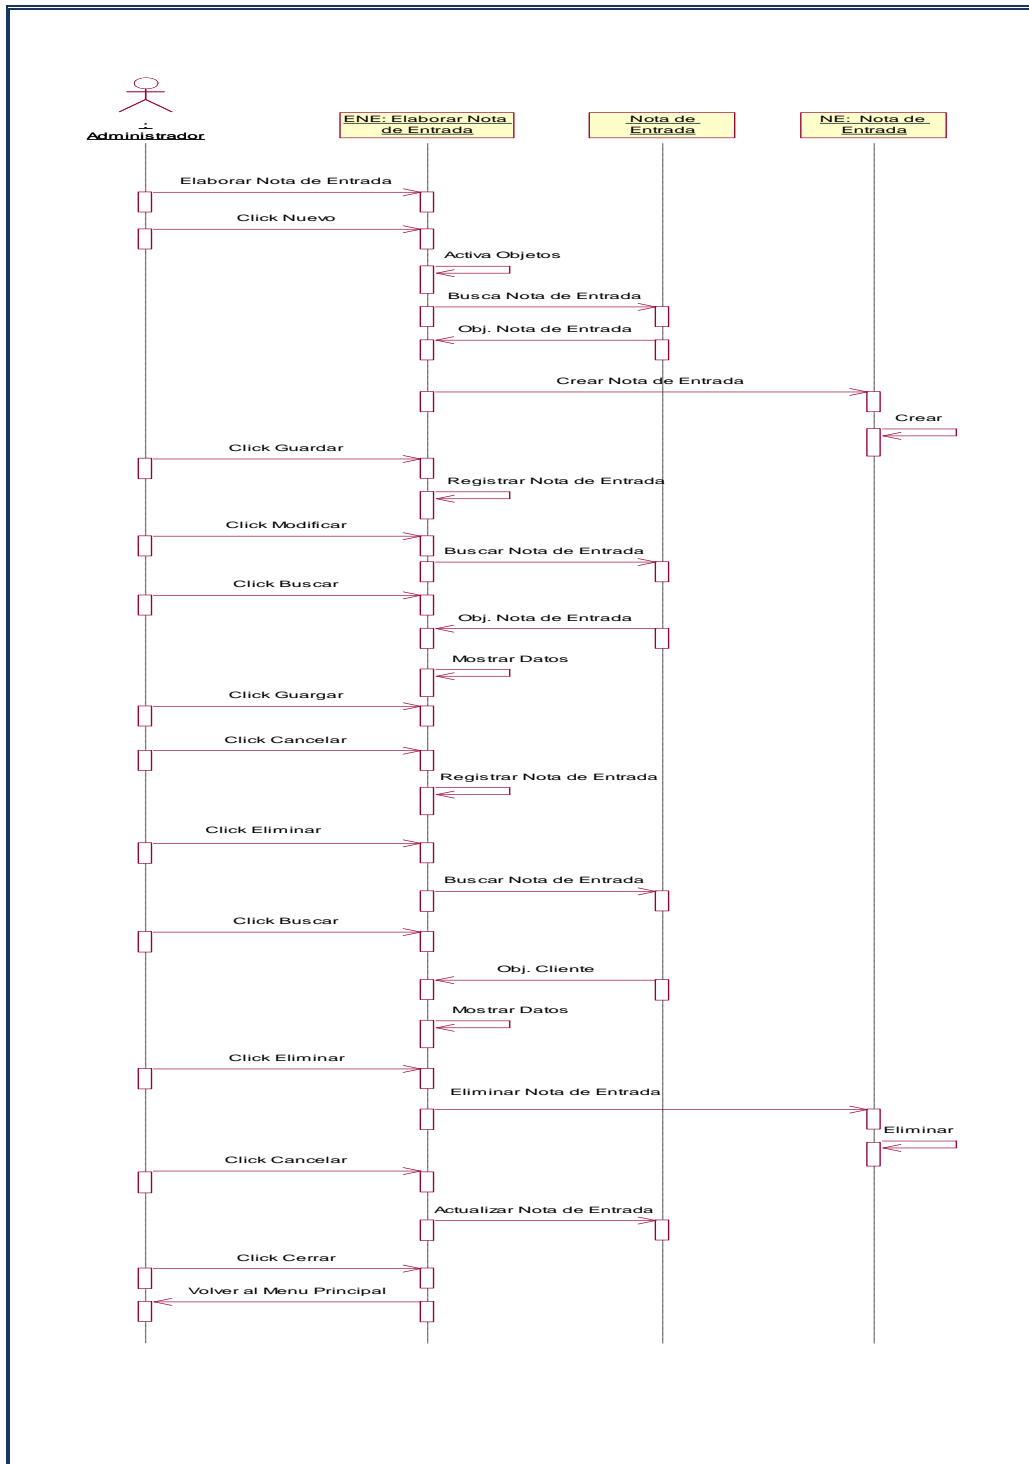 :
Administrador
ENE: Elaborar Nota
de Entrada
Nota de
Entrada
NE: Nota de
Entrada
Elaborar Nota de Entrada
Click Nuevo
Activa Objetos
Busca Nota de Entrada
Obj. Nota de Entrada
Crear Nota de Entrada
Crear
Click Guardar
Registrar Nota de Entrada
Click Modificar
Buscar Nota de Entrada
Click Buscar
Obj. Nota de Entrada
Mostrar Datos
Click Guargar
Click Cancelar
Registrar Nota de Entrada
Click Eliminar
Buscar Nota de Entrada
Click Buscar
Obj. Cliente
Mostrar Datos
Click Eliminar
Eliminar Nota de Entrada
Eliminar
Click Cancelar
Actualizar Nota de Entrada
Click Cerrar
Volver al Menu Principal